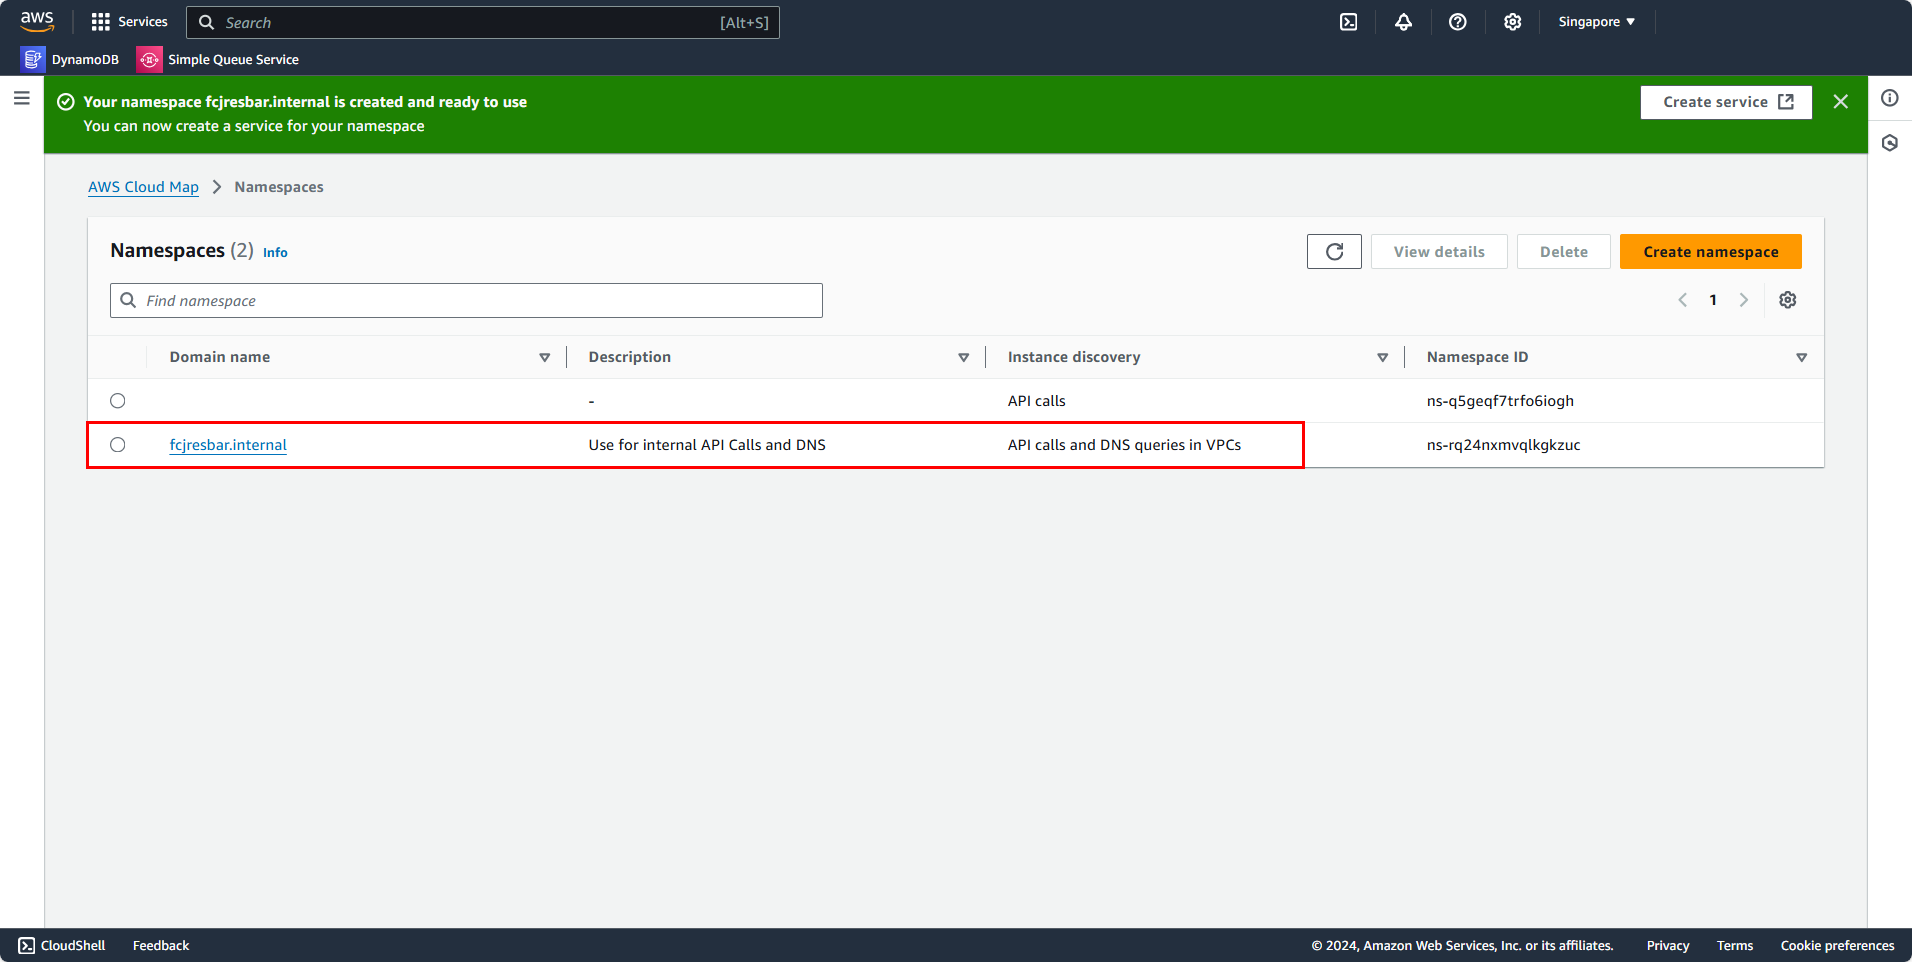 aws Services Search [Alt+S] Singapore
DynamoDB Simple Queue Service
Your namespace fcjresbar.internal is created and ready to use
You can now create a service for your namespace
Create service
AWS Cloud Map Namespaces
Namespaces (2) Info
View details Delete Create namespace
Find namespace
1
Domain name Description Instance discovery Namespace ID
- API calls ns-q5geqf7trfo6iogh
fcjresbar.internal Use for internal API Calls and DNS API calls and DNS queries in VPCs ns-rq24nxmvqlkgkzuc
CloudShell Feedback © 2024, Amazon Web Services, Inc. or its affiliates. Privacy Terms Cookie preferences